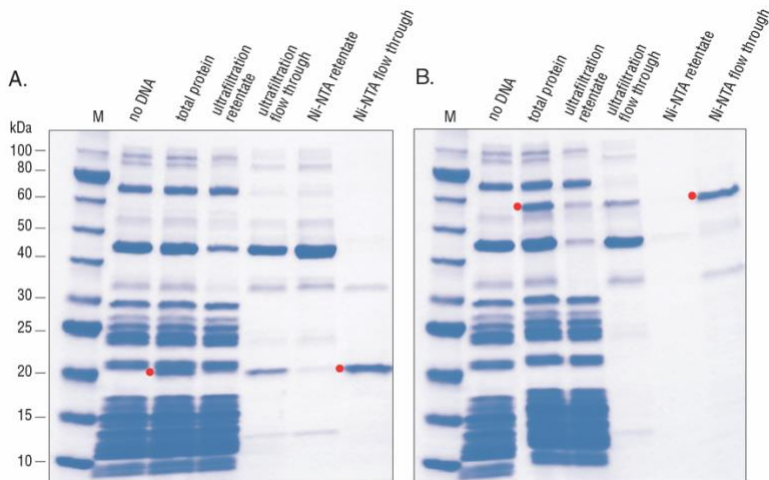 A.
M
no DNA
total protein
ultrafiltration
retentate
ultrafiltration
flow through
Ni-NTA retentate
Ni-NTA flow through
kDa
100
80
60
50
40
30
25
20
15
10
B.
M
no DNA
total protein
ultrafiltration
retentate
ultrafiltration
flow through
Ni-NTA retentate
Ni-NTA flow through